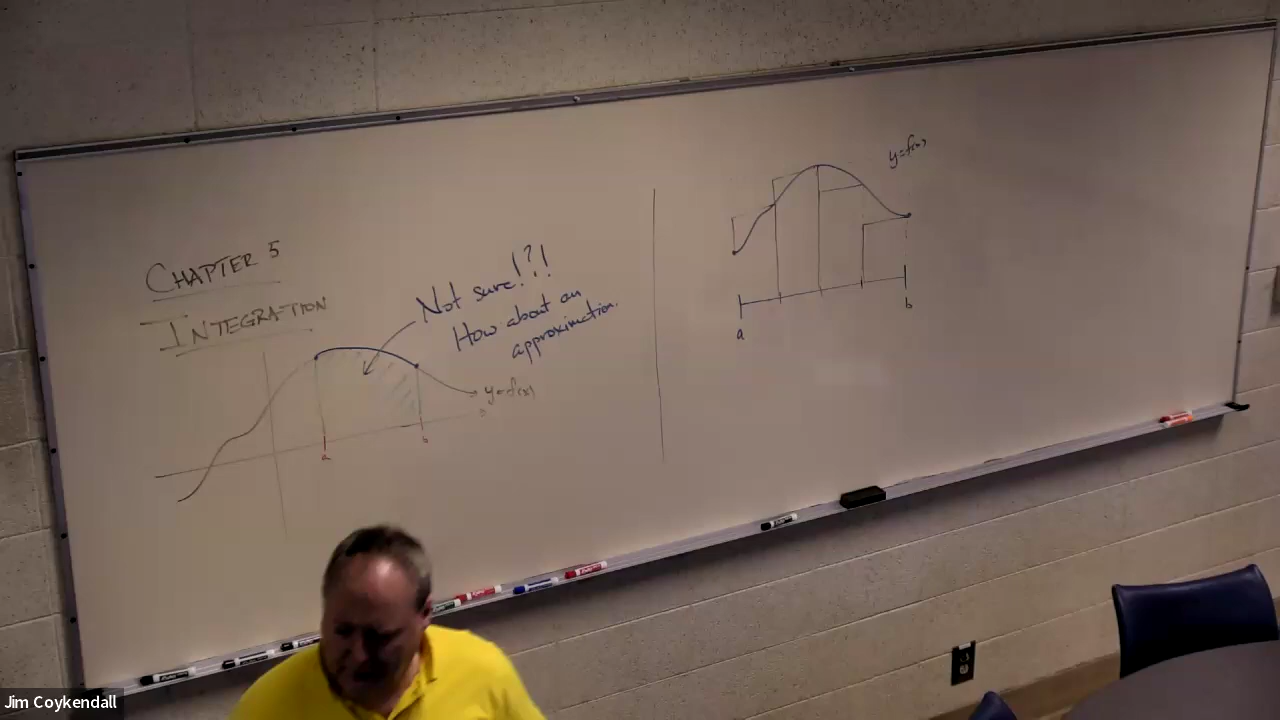 CHAPTER 5
INTEGRATION
Not sure!?!
How about an
approximation.
y=f(x)
a
b
y=f(x)
a
b
Jim Coykendall